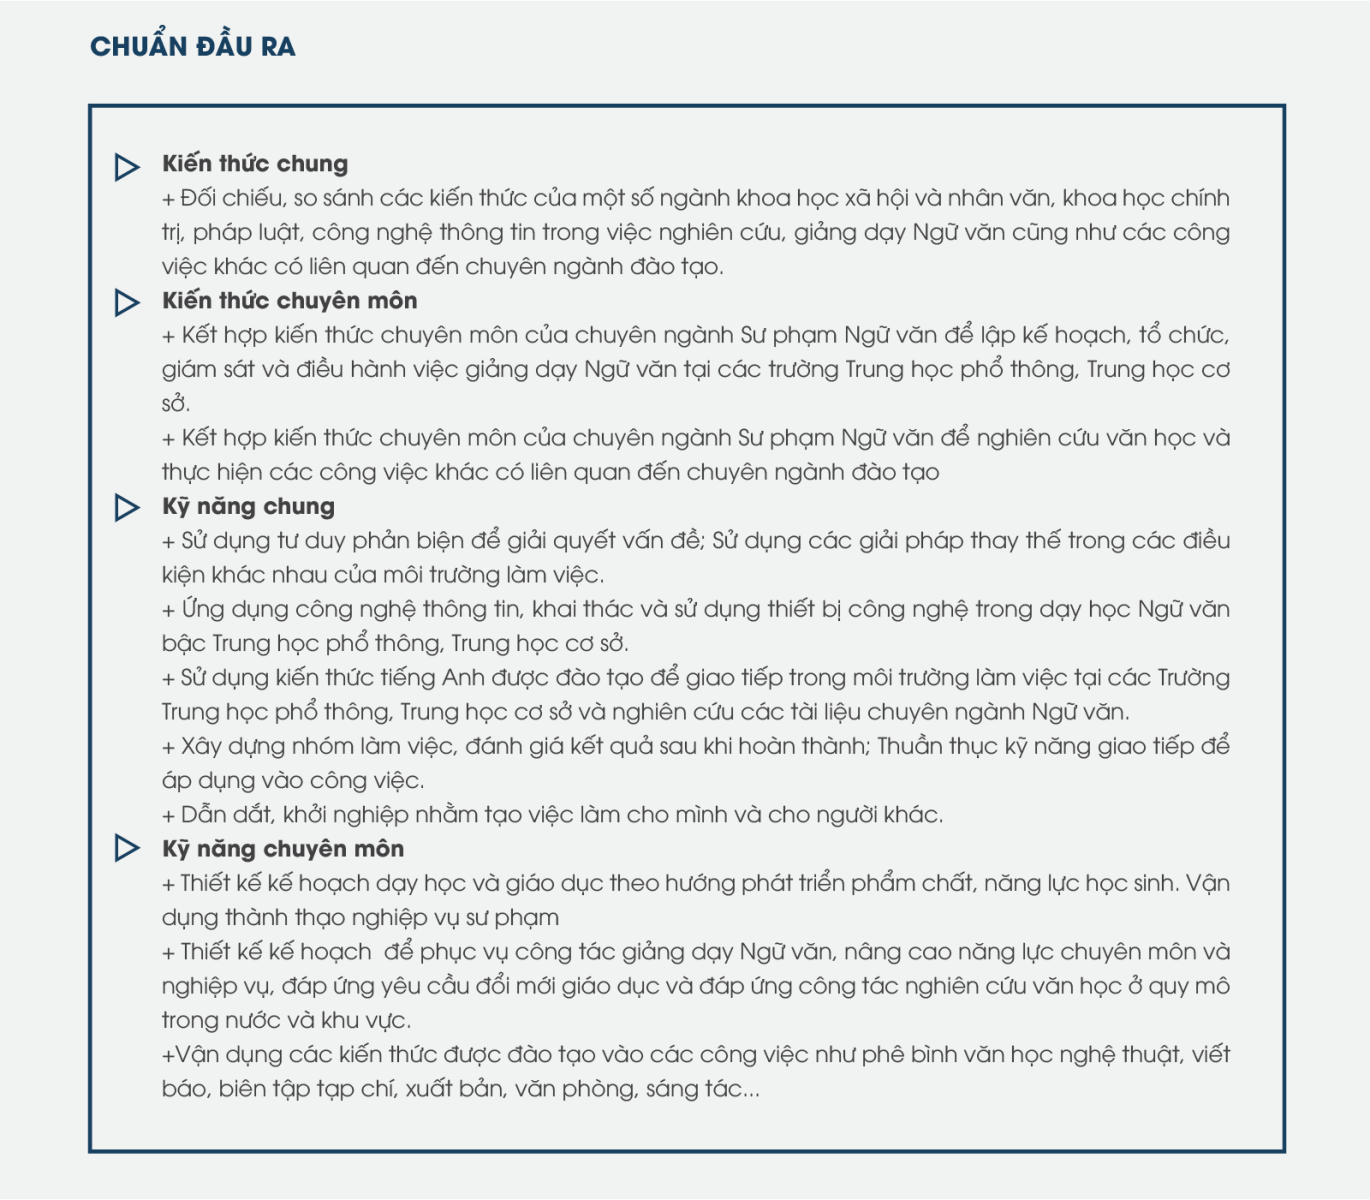 CHUẨN ĐẦU RA
Kiến thức chung
+ Đối chiếu, so sánh các kiến thức của một số ngành khoa học xã hội và nhân văn, khoa học chính
trị, pháp luật, công nghệ thông tin trong việc nghiên cứu, giảng dạy Ngữ văn cũng như các công
việc khác có liên quan đến chuyên ngành đào tạo.
Kiến thức chuyên môn
+ Kết hợp kiến thức chuyên môn của chuyên ngành Sư phạm Ngữ văn để lập kế hoạch, tổ chức,
giám sát và điều hành việc giảng dạy Ngữ văn tại các trường Trung học phổ thông, Trung học cơ
sở.
+ Kết hợp kiến thức chuyên môn của chuyên ngành Sư phạm Ngữ văn để nghiên cứu văn học và
thực hiện các công việc khác có liên quan đến chuyên ngành đào tạo
Kỹ năng chung
+ Sử dụng tư duy phản biện để giải quyết vấn đề; Sử dụng các giải pháp thay thế trong các điều
kiện khác nhau của môi trường làm việc.
+ Ứng dụng công nghệ thông tin, khai thác và sử dụng thiết bị công nghệ trong dạy học Ngữ văn
bậc Trung học phổ thông, Trung học cơ sở.
+ Sử dụng kiến thức tiếng Anh được đào tạo để giao tiếp trong môi trường làm việc tại các Trường
Trung học phổ thông, Trung học cơ sở và nghiên cứu các tài liệu chuyên ngành Ngữ văn.
+ Xây dựng nhóm làm việc, đánh giá kết quả sau khi hoàn thành; Thuần thục kỹ năng giao tiếp để
áp dụng vào công việc.
+ Dẫn dắt, khởi nghiệp nhằm tạo việc làm cho mình và cho người khác.
Kỹ năng chuyên môn
+ Thiết kế kế hoạch dạy học và giáo dục theo hướng phát triển phẩm chất, năng lực học sinh. Vận
dụng thành thạo nghiệp vụ sư phạm
+ Thiết kế kế hoạch  để phục vụ công tác giảng dạy Ngữ văn, nâng cao năng lực chuyên môn và
nghiệp vụ, đáp ứng yêu cầu đổi mới giáo dục và đáp ứng công tác nghiên cứu văn học ở quy mô
trong nước và khu vực.
+Vận dụng các kiến thức được đào tạo vào các công việc như phê bình văn học nghệ thuật, viết
báo, biên tập tạp chí, xuất bản, văn phòng, sáng tác...